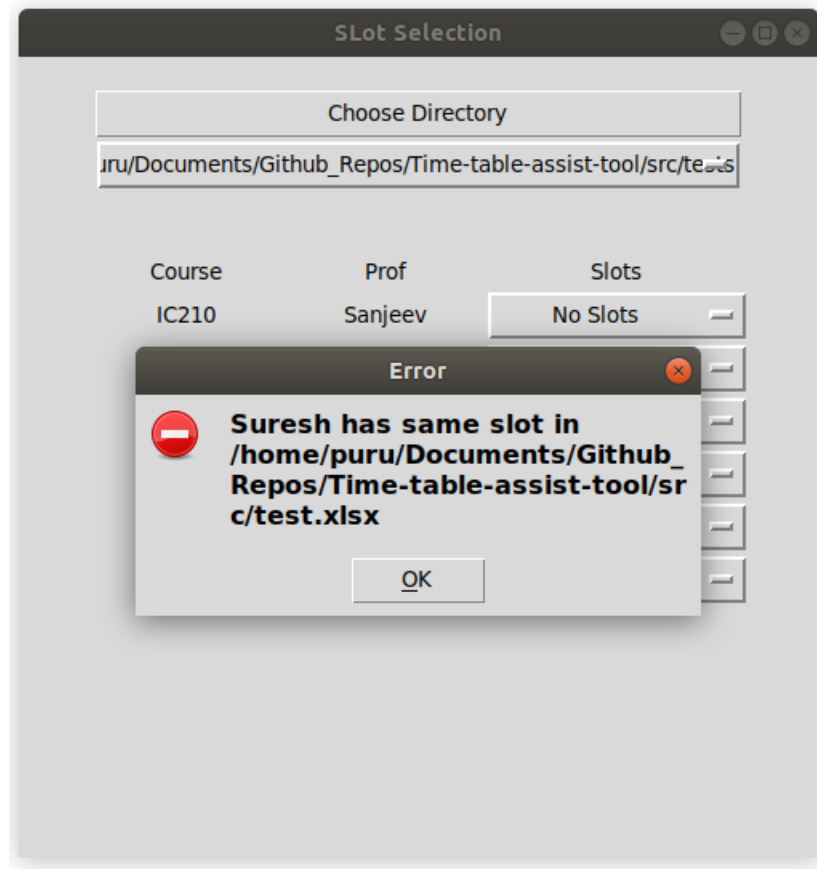 SLot Selection
Choose Directory
uru/Documents/Github_Repos/Time-table-assist-tool/src/tests
Course Prof Slots
IC210 Sanjeev No Slots
Error
Suresh has same slot in
/home/puru/Documents/Github_
Repos/Time-table-assist-tool/sr
c/test.xlsx
OK